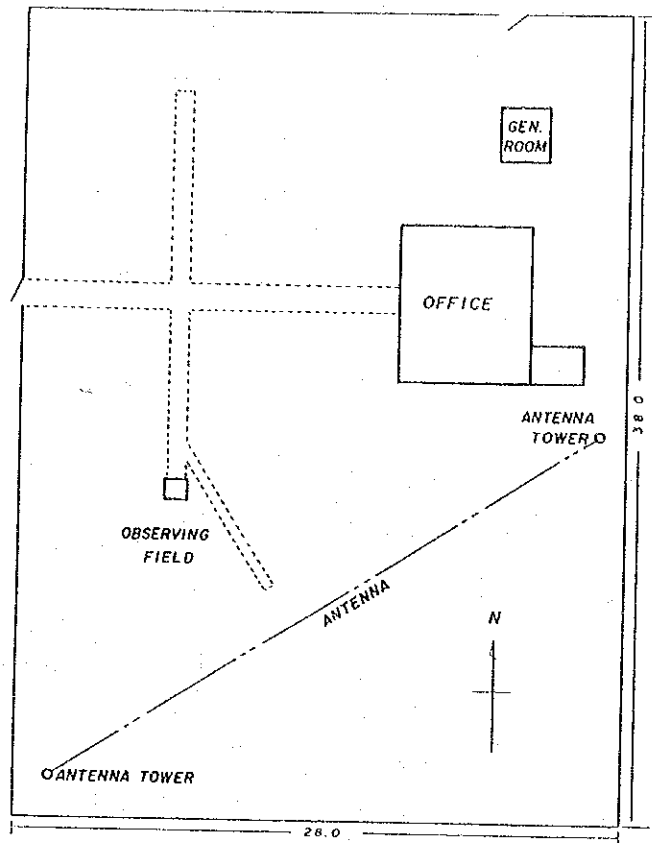 GEN.
ROOM
OFFICE
ANTENNA
TOWER
38.0
OBSERVING
FIELD
ANTENNA
N
ANTENNA TOWER
28.0